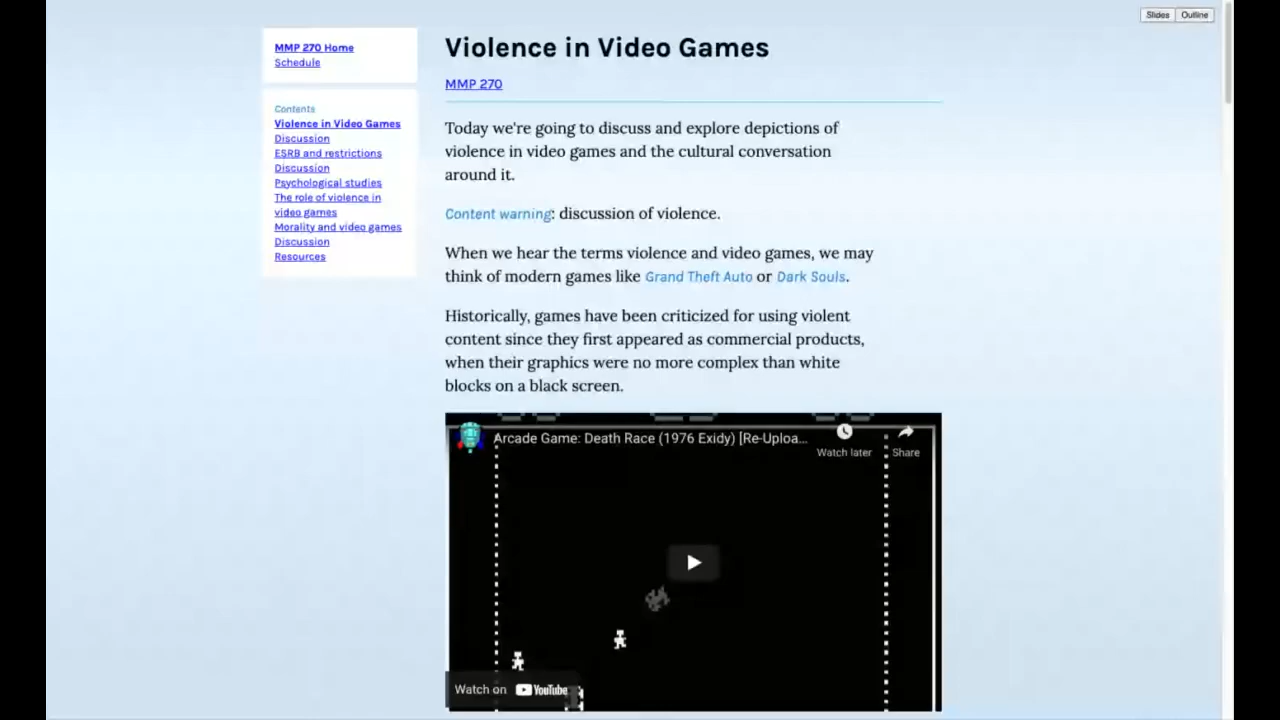 Slides
Outline
MMP 270 Home
Schedule
Contents
Violence in Video Games
Discussion
ESRB and restrictions
Discussion
Psychological studies
The role of violence in
video games
Morality and video games
Discussion
Resources
Violence in Video Games
MMP 270
Today we're going to discuss and explore depictions of
violence in video games and the cultural conversation
around it.
Content warning: discussion of violence.
When we hear the terms violence and video games, we may
think of modern games like Grand Theft Auto or Dark Souls.
Historically, games have been criticized for using violent
content since they first appeared as commercial products,
when their graphics were no more complex than white
blocks on a black screen.
Arcade Game: Death Race (1976 Exidy) [Re-Uploa...
Watch later
Share
Watch on YouTube